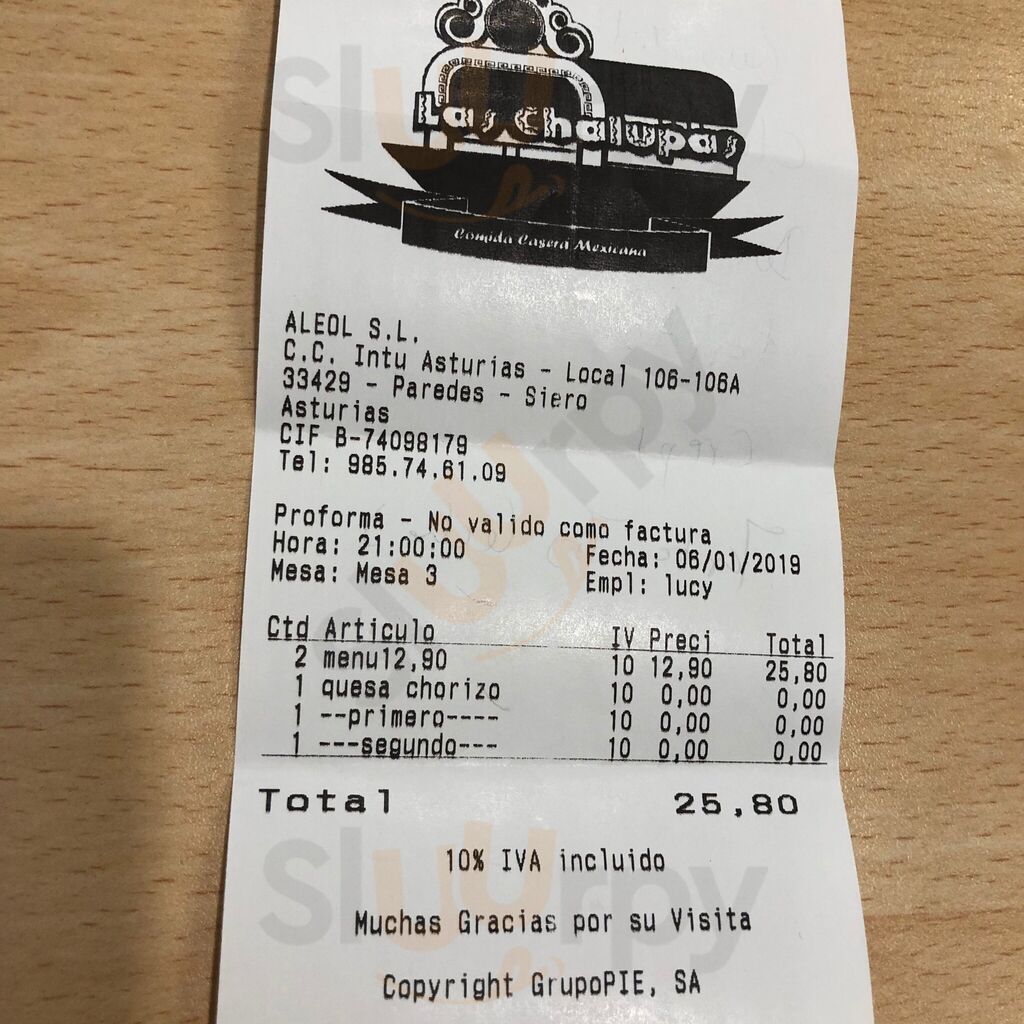 Las Chalupas
Comida Casera Mexicana
ALEOL S.L.
C.C. Intu Asturias - Local 106-106A
33429 - Paredes - Siero
Asturias
CIF B-74098179
Tel: 985.74.61.09
Proforma - No valido como factura
Hora: 21:00:00 Fecha: 06/01/2019
Mesa: Mesa 3 Empl: lucy
Ctd Articulo IV Preci Total
2 menu12,90 10 12,90 25,80
1 quesa chorizo 10 0,00 0,00
1 --primero---- 10 0,00 0,00
1 ---segundo--- 10 0,00 0,00
Total 25,80
10% IVA incluido
Muchas Gracias por su Visita
Copyright GrupoPIE, SA
sluurpy
sluurpy
sluurpy